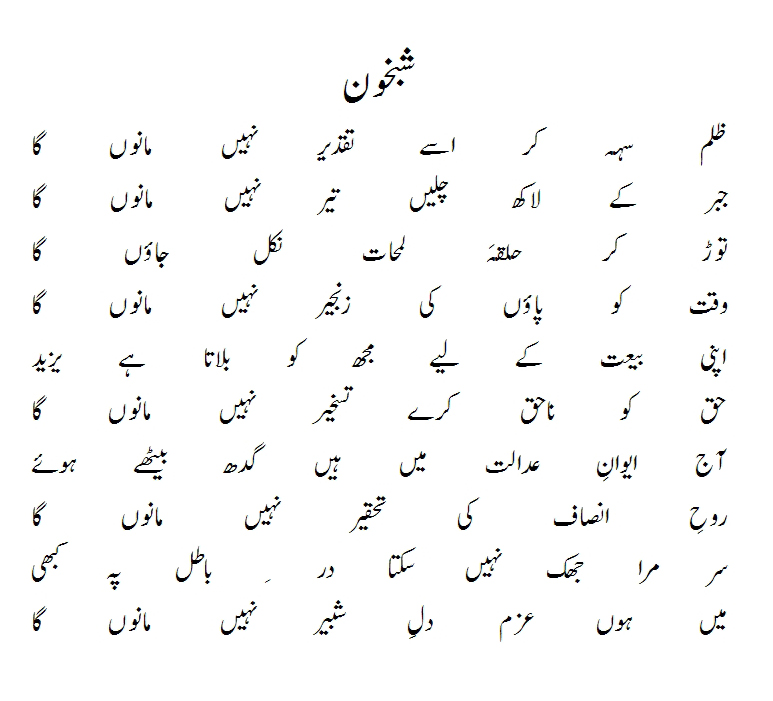 شبخون
ظلم سہہ کر اسے تقدیر نہیں مانوں گا
جبر کے لاکھ چلیں تیر نہیں مانوں گا
توڑ کر حلقہَ لمحات نکل جاؤں گا
وقت کو پاؤں کی زنجیر نہیں مانوں گا
اپنی بیعت کے لیے مجھ کو بلاتا ہے یزید
حق کو ناحق کرے تسخیر نہیں مانوں گا
آج ایوانِ عدالت میں ہیں گدھ بیٹھے ہوئے
روحِ انصاف کی تحقیر نہیں مانوں گا
سر مرا جھک نہیں سکتا در ِ باطل پہ کبھی
میں ہوں عزم دلِ شبیر نہیں مانوں گا